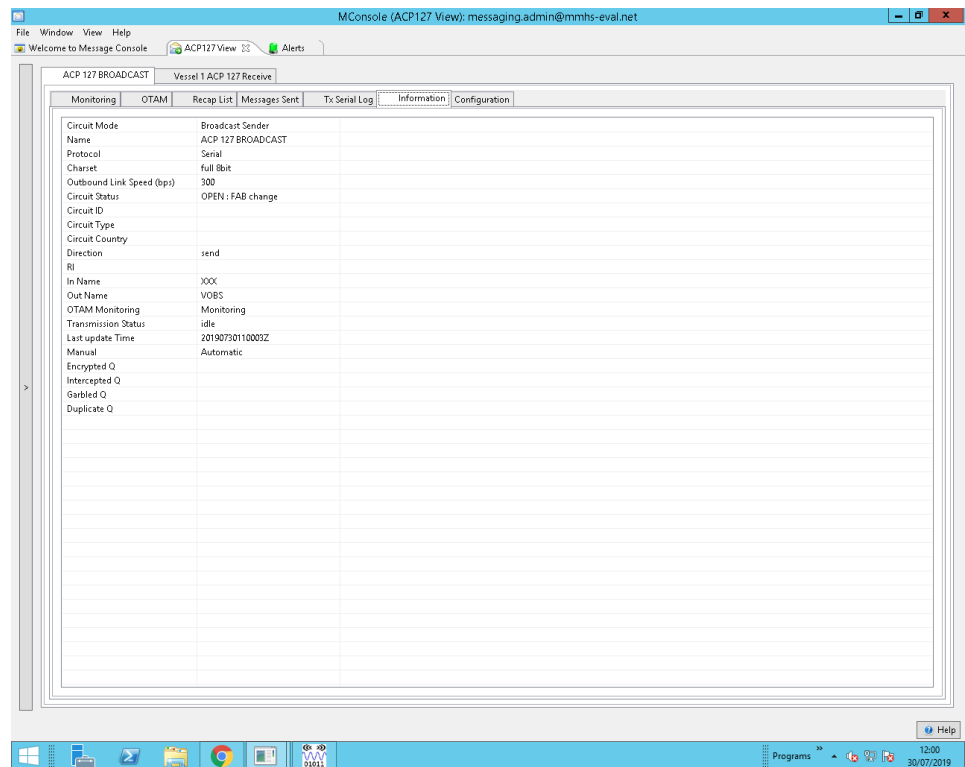 MConsole (ACP127 View): messaging.admin@mmhs-eval.net
File Window View Help
Welcome to Message Console ACP127 View Alerts
ACP 127 BROADCAST Vessel 1 ACP 127 Receive
Monitoring OTAM Recap List Messages Sent Tx Serial Log Information Configuration
Circuit Mode Broadcast Sender
Name ACP 127 BROADCAST
Protocol Serial
Charset full 8bit
Outbound Link Speed (bps) 300
Circuit Status OPEN : FAB change
Circuit ID
Circuit Type
Circuit Country
Direction send
RI
In Name XXX
Out Name VOBS
OTAM Monitoring Monitoring
Transmission Status idle
Last update Time 20190730110003Z
Manual Automatic
Encrypted Q
Intercepted Q
Garbled Q
Duplicate Q
>
Help
01011
Programs
12:00
30/07/2019